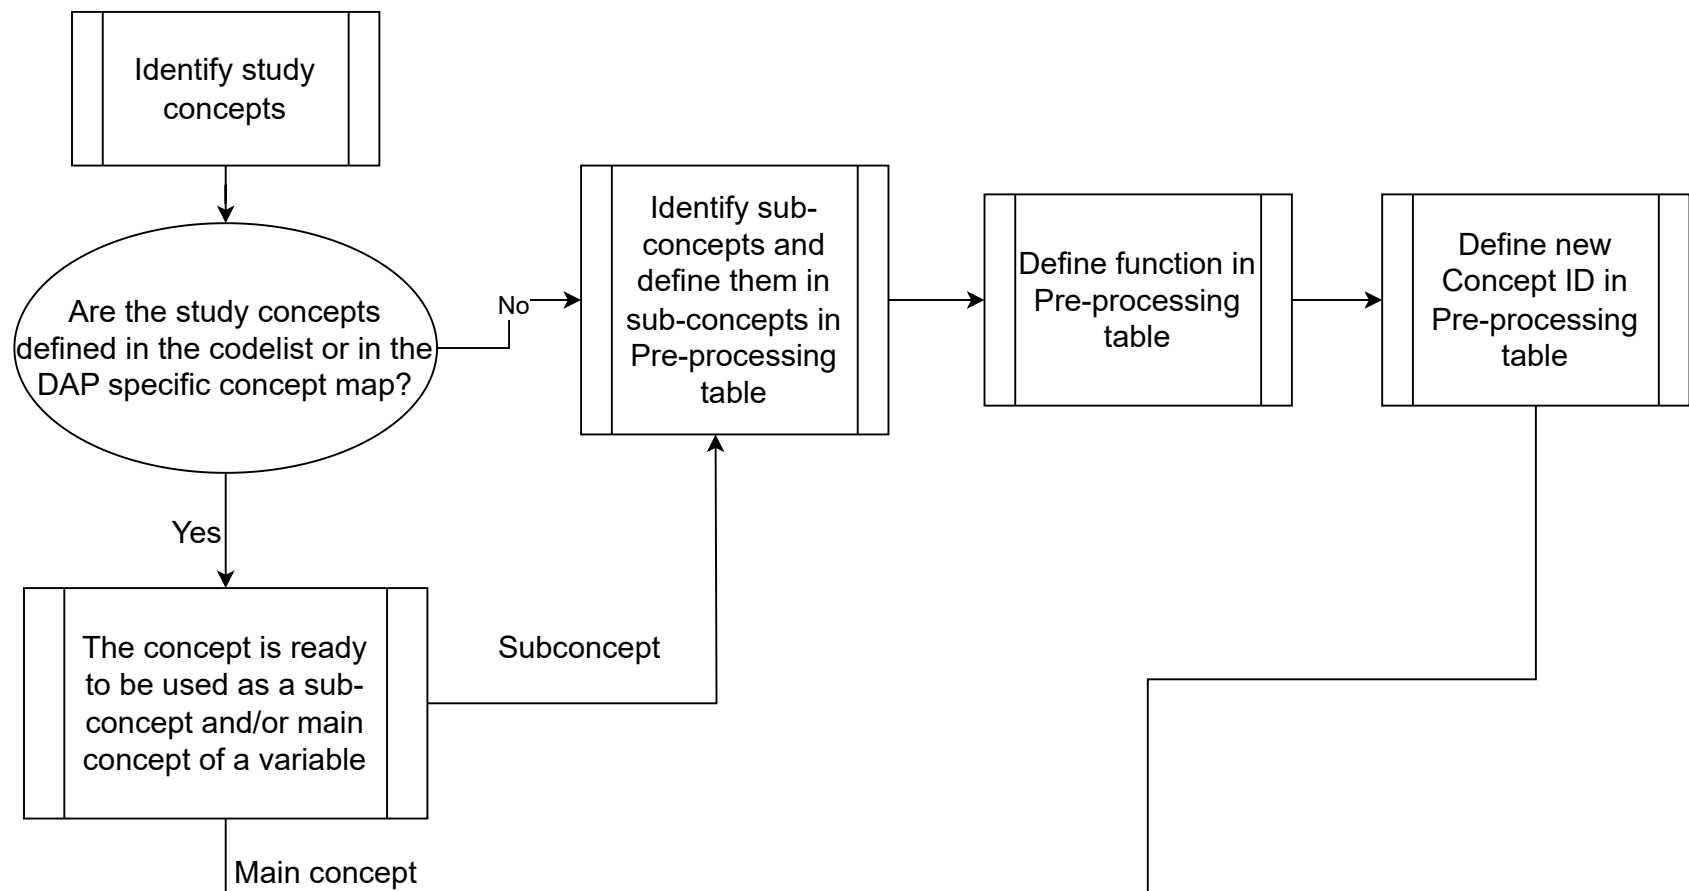 Identify study
concepts
Are the study concepts
defined in the codelist or in the
DAP specific concept map?
No
Identify sub-
concepts and
define them in
sub-concepts in
Pre-processing
table
Define function in
Pre-processing
table
Define new
Concept ID in
Pre-processing
table
Yes
The concept is ready
to be used as a sub-
concept and/or main
concept of a variable
Subconcept
Main concept